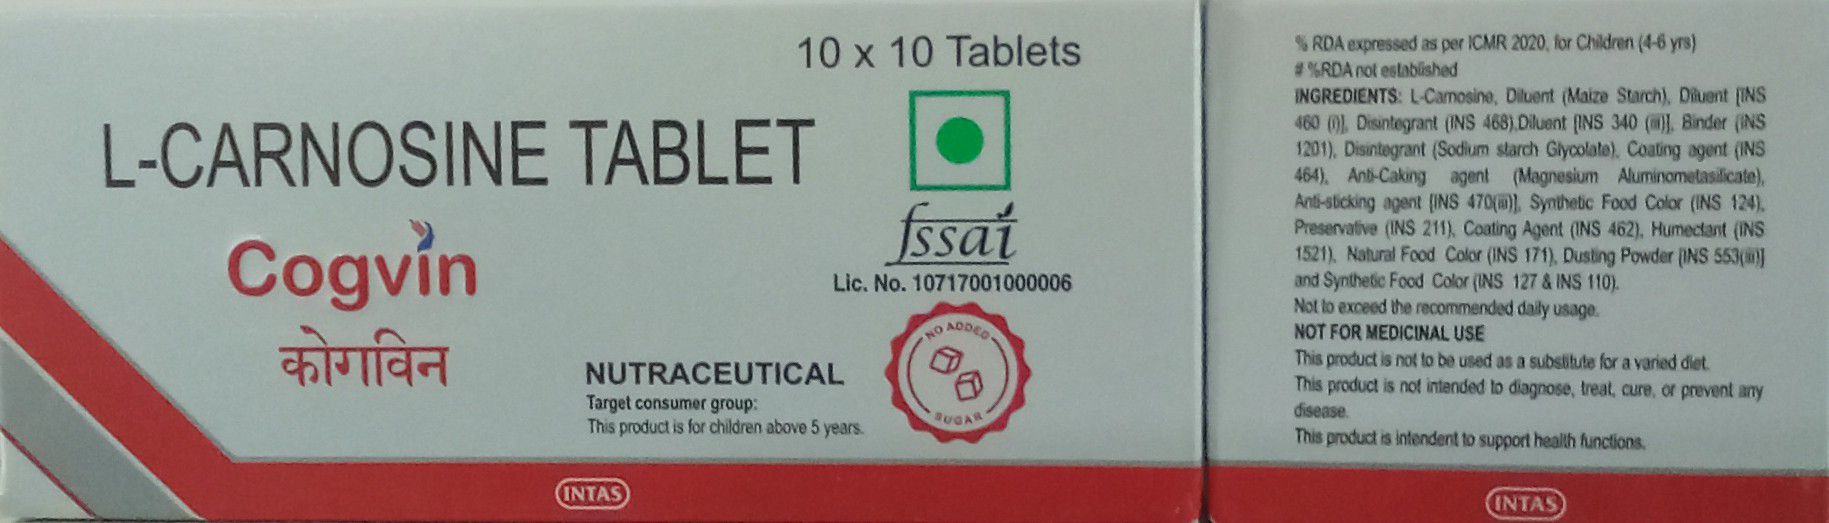 10 x 10 Tablets
L-CARNOSINE TABLET
Cogvin
कोगविन
fssai
Lic. No. 10717001000006
NO ADDED
SUGAR
NUTRACEUTICAL
Target consumer group:
This product is for children above 5 years.
INTAS
% RDA expressed as per ICMR 2020, for Children (4-6 yrs)
# %RDA not established
INGREDIENTS: L-Carnosine, Diluent (Maize Starch), Diluent [INS
460 (i)], Disintegrant (INS 468),Diluent [INS 340 (iii)], Binder (INS
1201), Disintegrant (Sodium starch Glycolate), Coating agent (INS
464), Anti-Caking agent (Magnesium Aluminometasilicate),
Anti-sticking agent [INS 470(iii)], Synthetic Food Color (INS 124),
Preservative (INS 211), Coating Agent (INS 462), Humectant (INS
1521), Natural Food Color (INS 171), Dusting Powder [INS 553(iii)]
and Synthetic Food Color (INS 127 & INS 110).
Not to exceed the recommended daily usage.
NOT FOR MEDICINAL USE
This product is not to be used as a substitute for a varied diet.
This product is not intended to diagnose, treat, cure, or prevent any
disease.
This product is intendent to support health functions.
INTAS